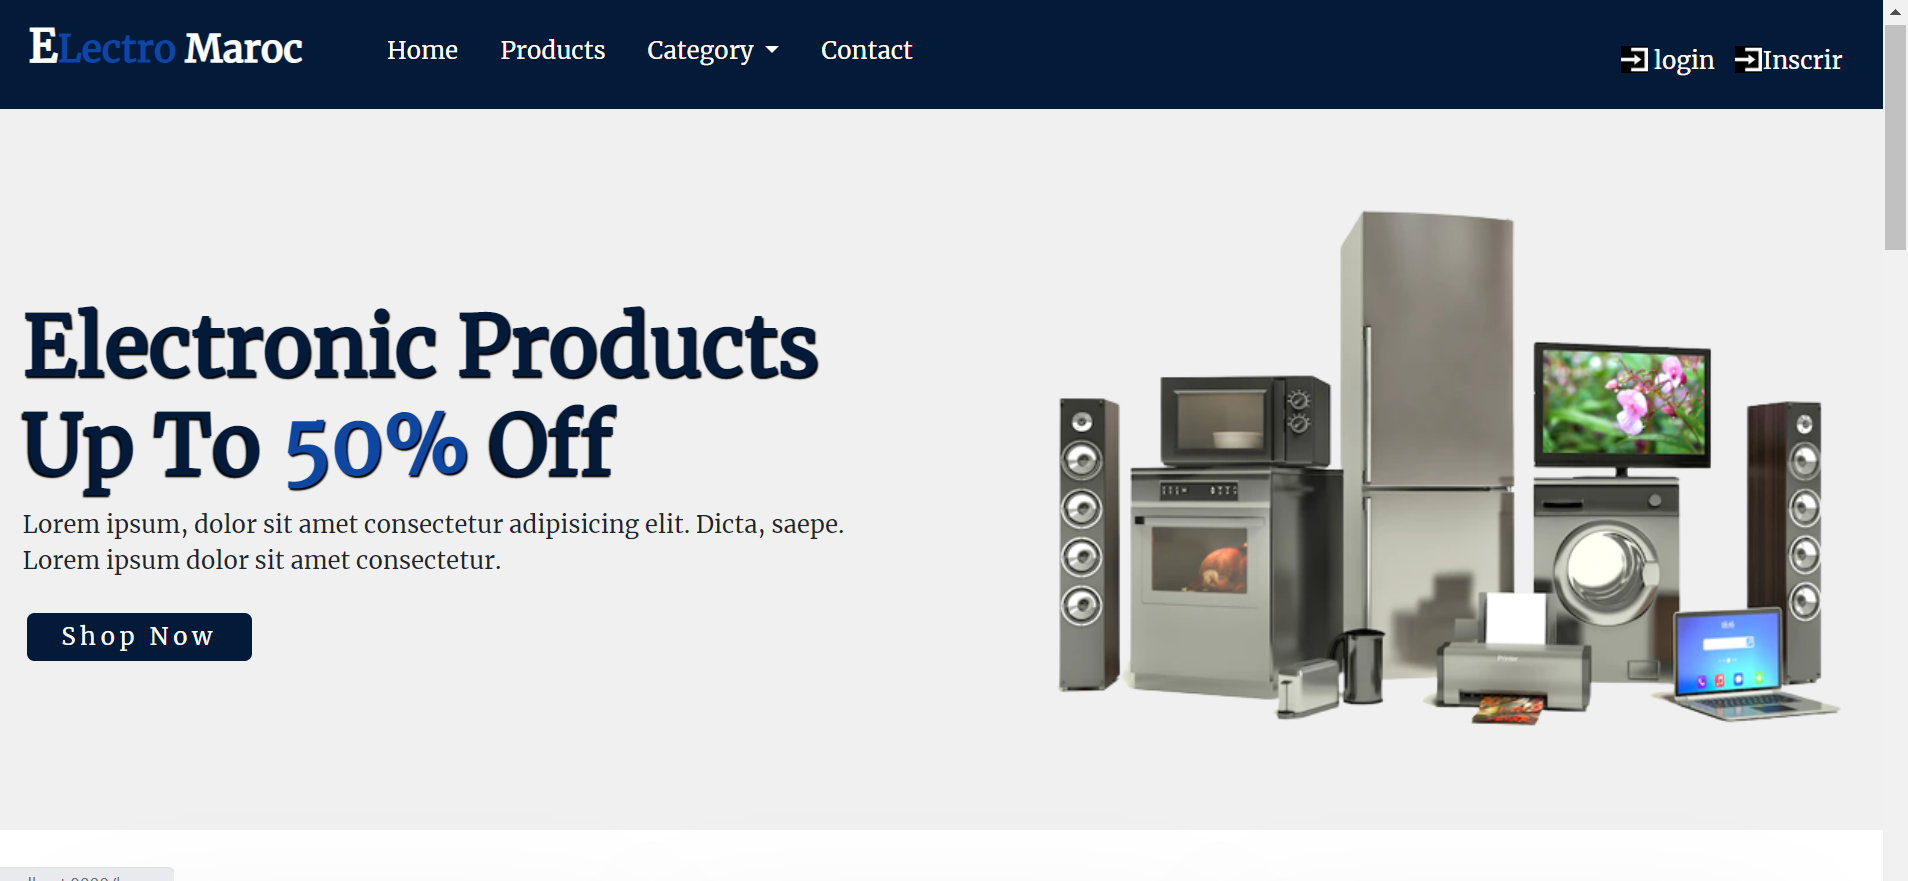 ELectro Maroc
Home
Products
Category
Contact
login
Inscrir
Electronic Products
Up To 50% Off
Lorem ipsum, dolor sit amet consectetur adipisicing elit. Dicta, saepe.
Lorem ipsum dolor sit amet consectetur.
Shop Now
Printer